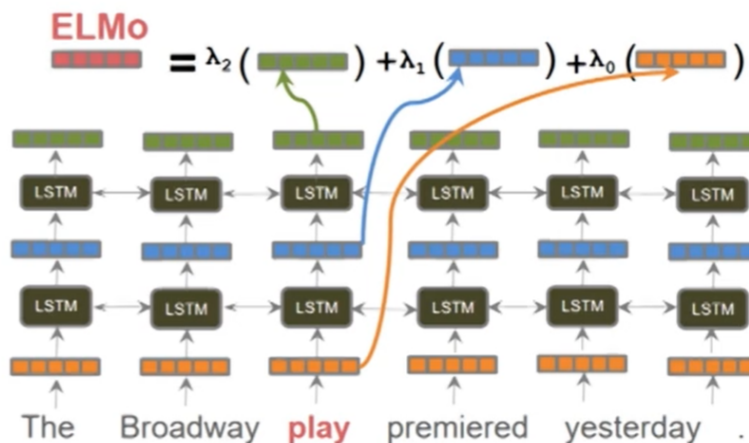 ELMo
= λ2 ( ) +λ1 ( ) +λ0 ( )
LSTM LSTM LSTM LSTM LSTM LSTM
LSTM LSTM LSTM LSTM LSTM LSTM
The Broadway play premiered yesterday .